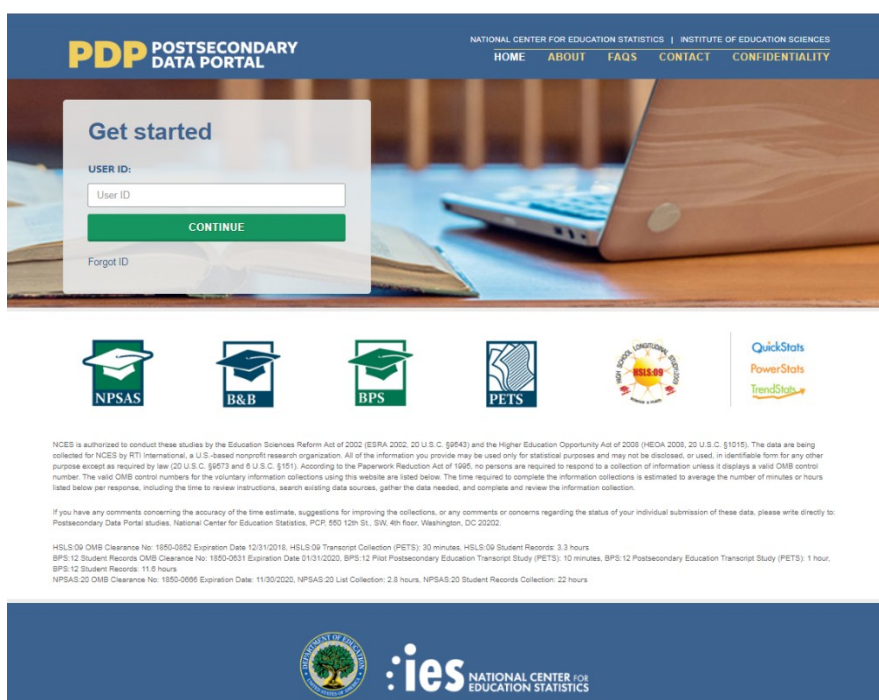 NATIONAL CENTER FOR EDUCATION STATISTICS | INSTITUTE OF EDUCATION SCIENCES
PDP POSTSECONDARY
DATA PORTAL
HOME ABOUT FAQS CONTACT CONFIDENTIALITY
Get started
USER ID:
User ID
CONTINUE
Forgot ID
NPSAS
B&B
BPS
PETS
HIGH SCHOOL LONGITUDINAL STUDY-2009
HSLS:09
QuickStats
PowerStats
TrendStats
NCES is authorized to conduct these studies by the Education Sciences Reform Act of 2002 (ESRA 2002, 20 U.S.C. §9543) and the Higher Education Opportunity Act of 2008 (HEOA 2008, 20 U.S.C. §1015). The data are being
collected for NCES by RTI International, a U.S.-based nonprofit research organization. All of the information you provide may be used only for statistical purposes and may not be disclosed, or used, in identifiable form for any other
purpose except as required by law (20 U.S.C. §9573 and 6 U.S.C. §151). According to the Paperwork Reduction Act of 1995, no persons are required to respond to a collection of information unless it displays a valid OMB control
number. The valid OMB control numbers for the voluntary information collections using this website are listed below. The time required to complete the information collections is estimated to average the number of minutes or hours
listed below per response, including the time to review instructions, search existing data sources, gather the data needed, and complete and review the information collection.
If you have any comments concerning the accuracy of the time estimate, suggestions for improving the collections, or any comments or concerns regarding the status of your individual submission of these data, please write directly to:
Postsecondary Data Portal studies, National Center for Education Statistics, PCP, 550 12th St., SW, 4th floor, Washington, DC 20202.
HSLS:09 OMB Clearance No: 1850-0852 Expiration Date 12/31/2018, HSLS:09 Transcript Collection (PETS): 30 minutes, HSLS:09 Student Records: 3.3 hours
BPS:12 Student Records OMB Clearance No: 1850-0631 Expiration Date 01/31/2020, BPS:12 Pilot Postsecondary Education Transcript Study (PETS): 10 minutes, BPS:12 Postsecondary Education Transcript Study (PETS): 1 hour,
BPS:12 Student Records: 11.6 hours
NPSAS:20 OMB Clearance No: 1850-0666 Expiration Date: 11/30/2020, NPSAS:20 List Collection: 2.8 hours, NPSAS:20 Student Records Collection: 22 hours
DEPARTMENT OF EDUCATION
UNITED STATES OF AMERICA
ies NATIONAL CENTER FOR
EDUCATION STATISTICS